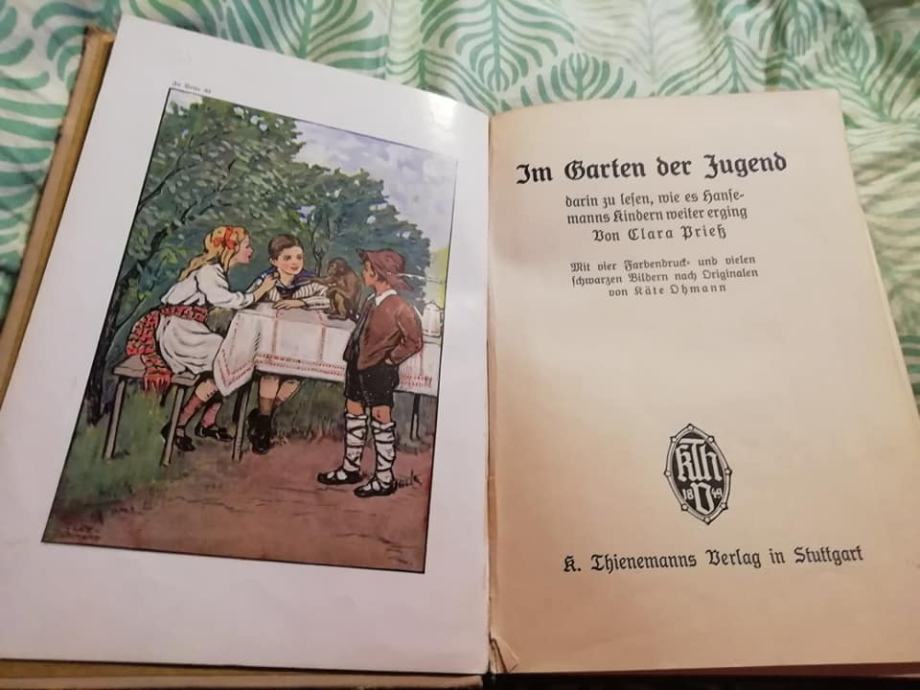 Im Garten der Jugend
darin zu lesen, wie es Hanse-
manns Kindern weiter erging
Von Clara Prieß
Mit vier Farbendruck- und vielen
schwarzen Bildern nach Originalen
von Käte Ohmann
KTh
18 V 49
K. Thienemanns Verlag in Stuttgart